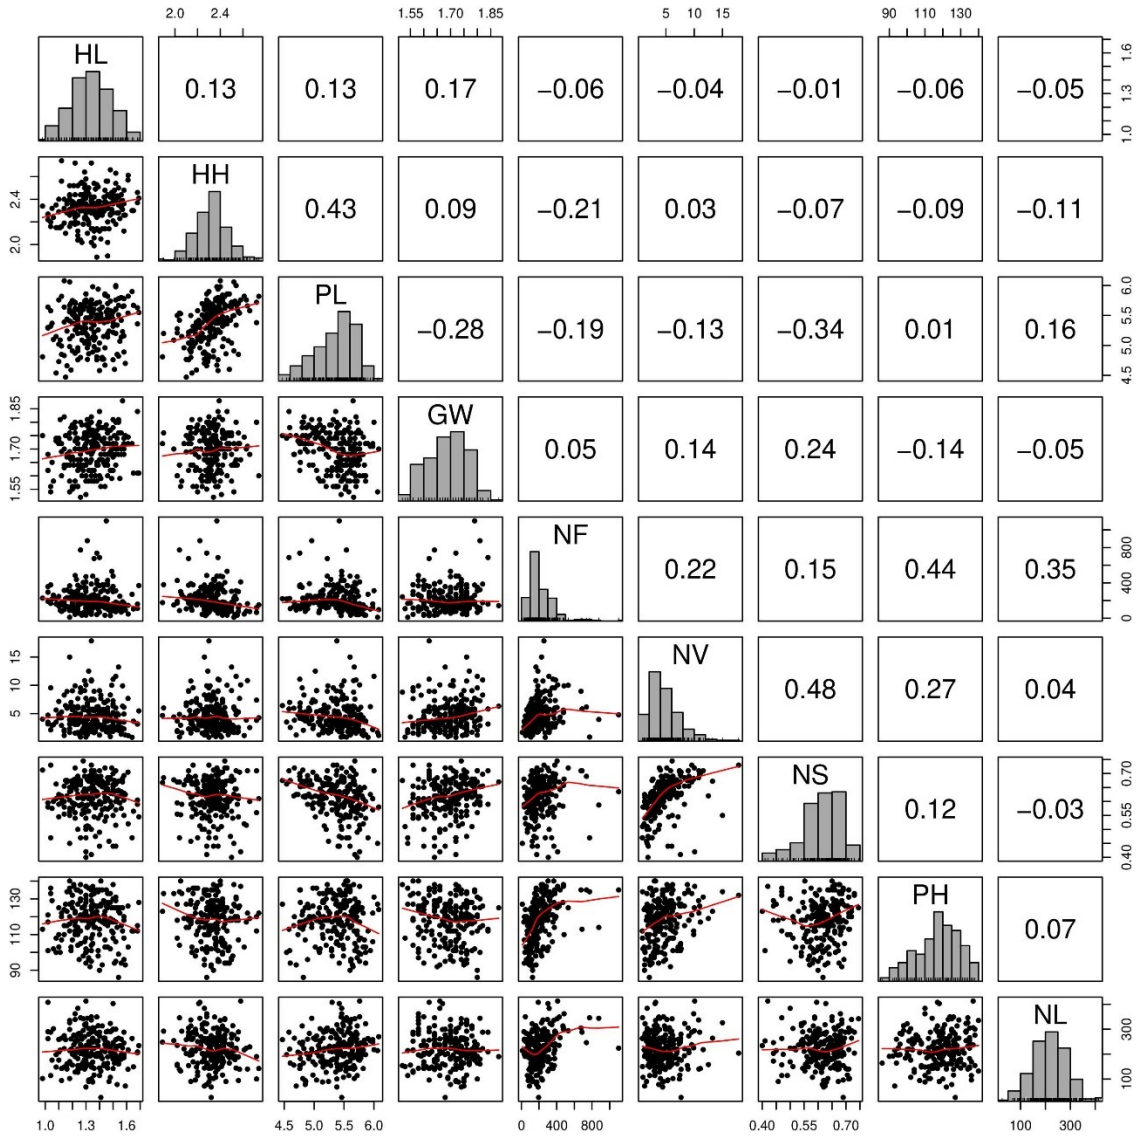 2.0 2.4 1.55 1.70 1.85 5 10 15 90 110 130
HL 0.13 0.13 0.17 −0.06 −0.04 −0.01 −0.06 −0.05 1.0 1.3 1.6
2.0 2.4 HH 0.43 0.09 −0.21 0.03 −0.07 −0.09 −0.11
PL −0.28 −0.19 −0.13 −0.34 0.01 0.16 4.5 5.0 5.5 6.0
1.55 1.70 1.85 GW 0.05 0.14 0.24 −0.14 −0.05
NF 0.22 0.15 0.44 0.35 0 400 800
5 10 15 NV 0.48 0.27 0.04
NS 0.12 −0.03 0.40 0.55 0.70
90 110 130 PH 0.07
NL 100 300
1.0 1.3 1.6 4.5 5.0 5.5 6.0 0 400 800 0.40 0.55 0.70 100 300